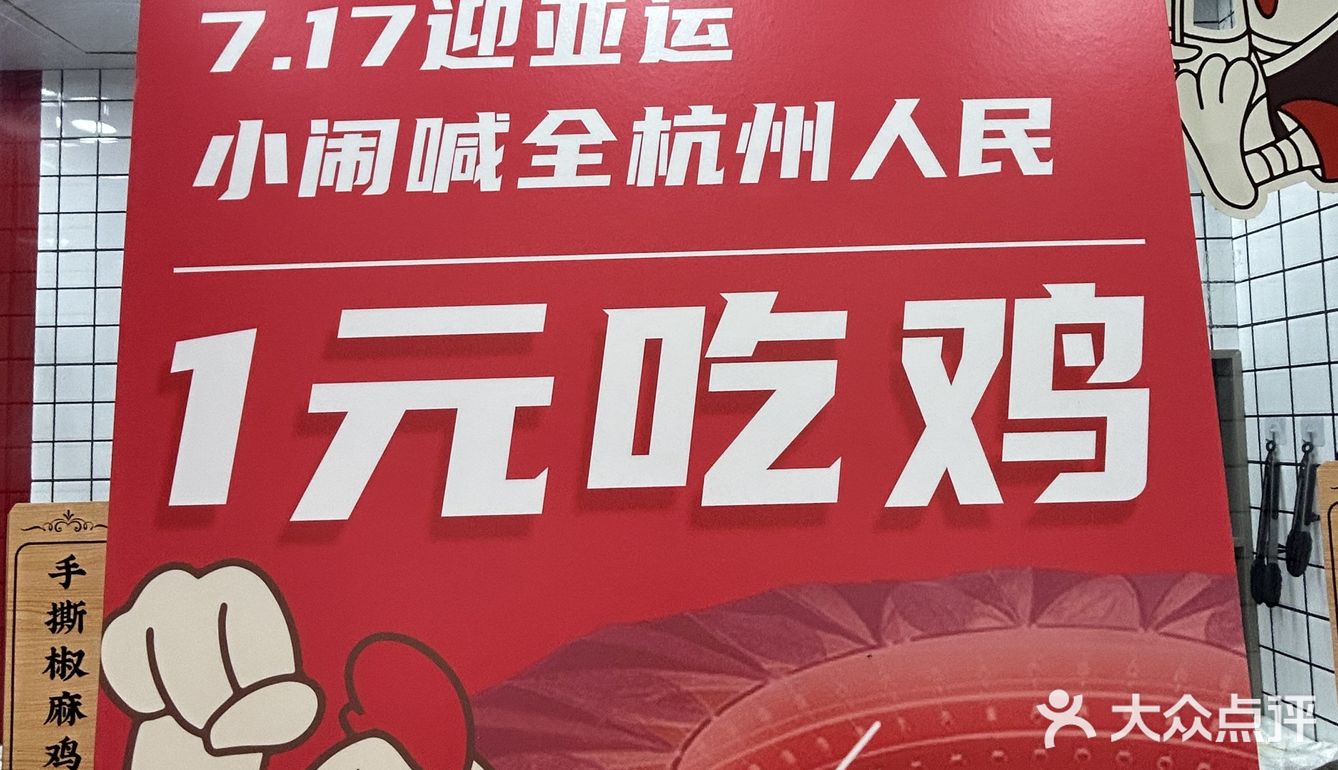 7.17迎亚运
小闹喊全杭州人民
1元吃鸡
手撕椒麻鸡
大众点评